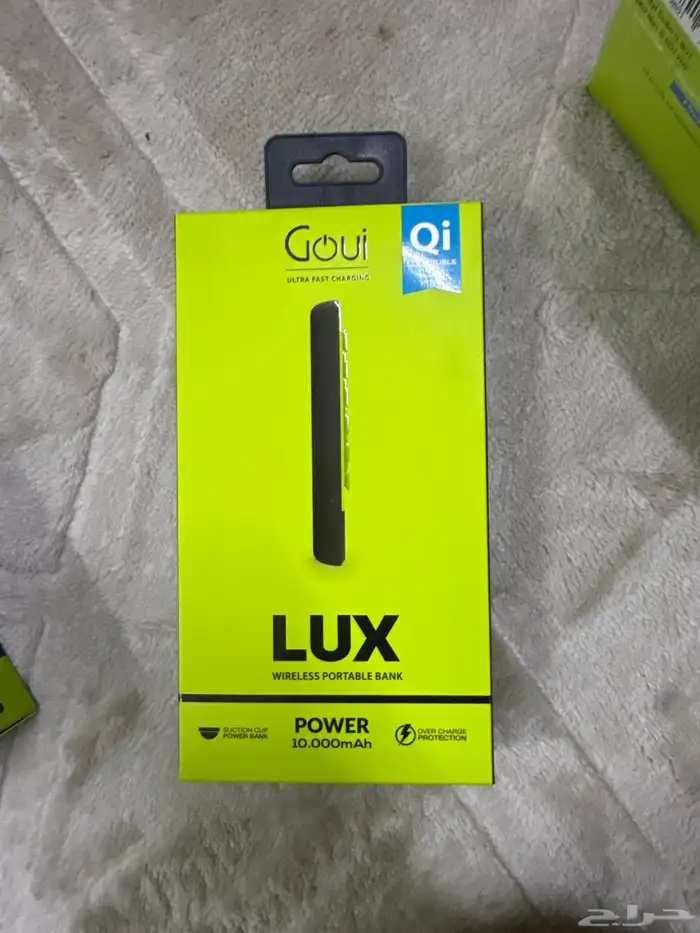 Goui
ULTRA FAST CHARGING
Qi
LUX
WIRELESS PORTABLE BANK
SUCTION CUP
POWER BANK
POWER
10.000mAh
OVER CHARGE
PROTECTION
حراج